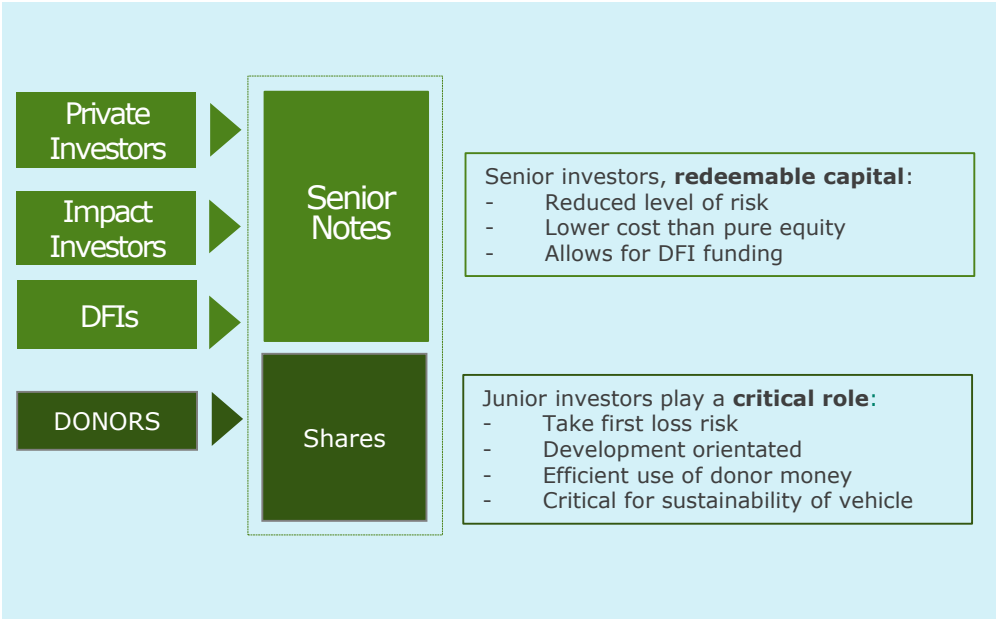 Private
Investors
Impact
Investors
DFIs
DONORS
Senior
Notes
Shares
Senior investors, redeemable capital:
- Reduced level of risk
- Lower cost than pure equity
- Allows for DFI funding
Junior investors play a critical role:
- Take first loss risk
- Development orientated
- Efficient use of donor money
- Critical for sustainability of vehicle